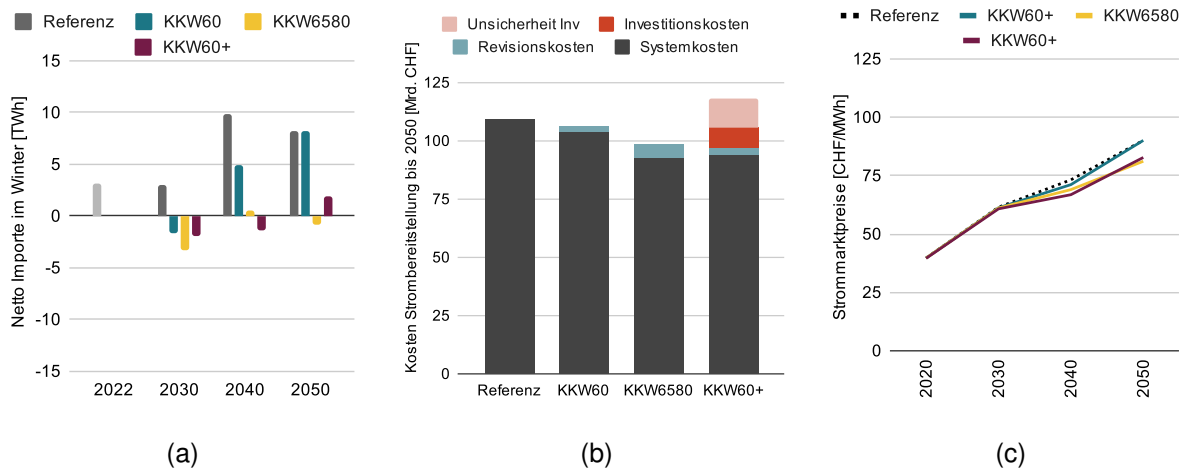 Referenz KKW60 KKW6580
KKW60+
Netto Importe im Winter [TWh]
15
10
5
0
-5
-10
-15
2022 2030 2040 2050
(a)
Unsicherheit Inv Investitionskosten
Revisionskosten Systemkosten
Kosten Strombereitstellung bis 2050 [Mrd. CHF]
125
100
75
50
25
0
Referenz KKW60 KKW6580 KKW60+
(b)
Referenz KKW60+ KKW6580
KKW60+
Strommarktpreise [CHF/MWh]
125
100
75
50
25
0
2020 2030 2040 2050
(c)